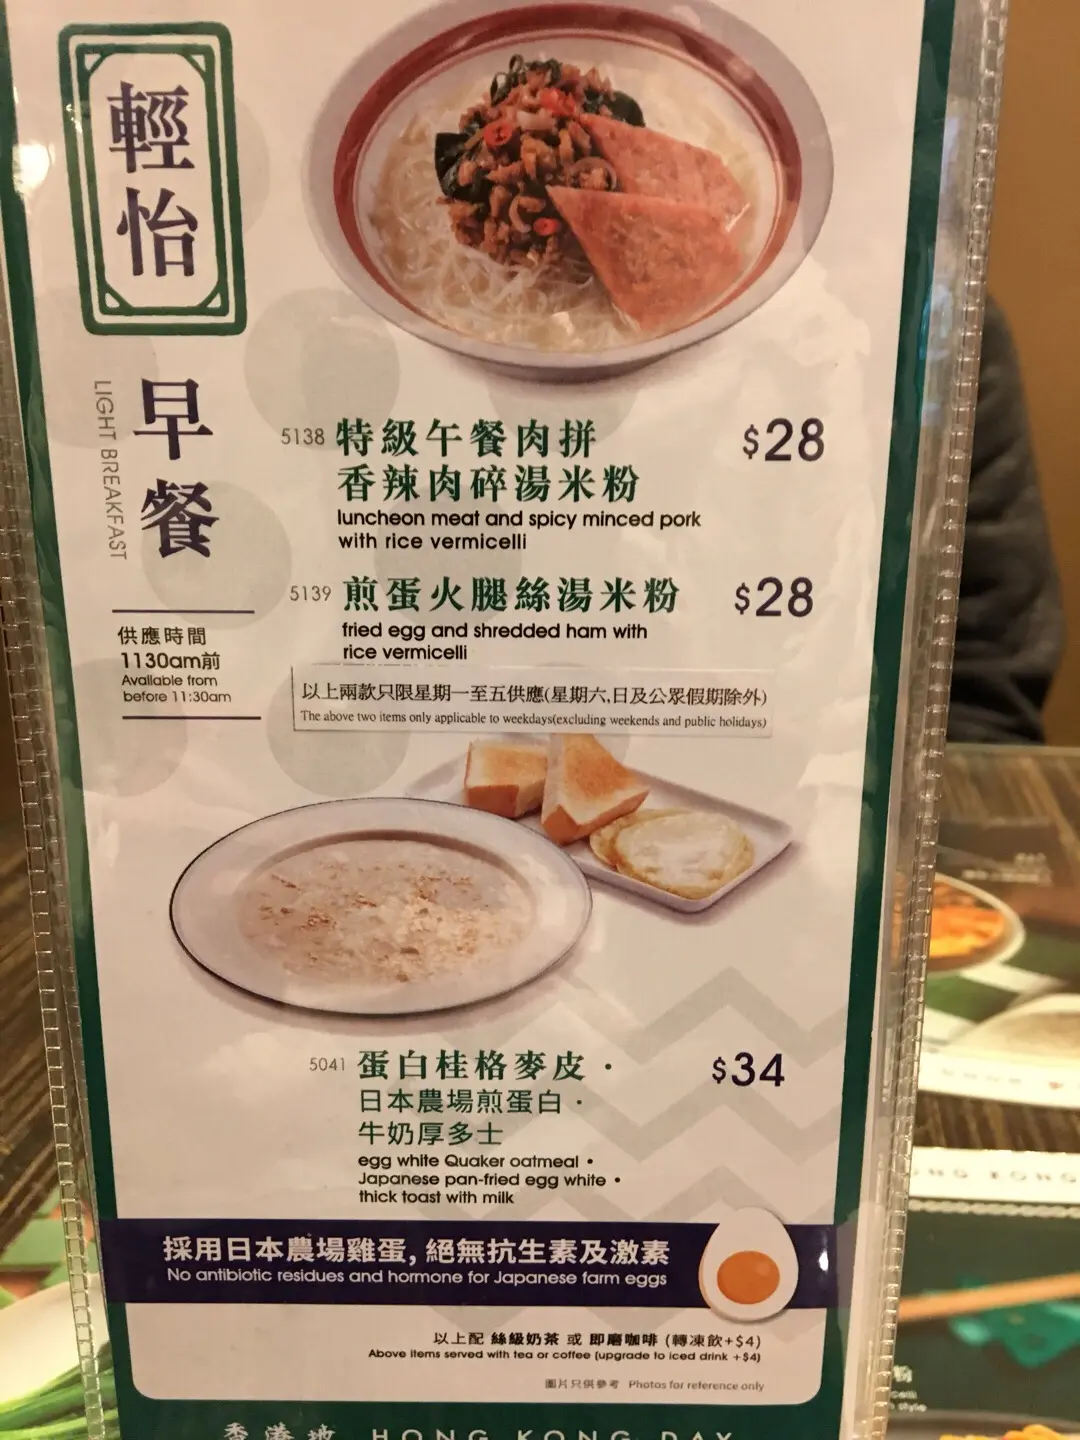 輕怡
早餐
LIGHT BREAKFAST
供應時間
1130am前
Available from
before 11:30am
5138 特級午餐肉拼 $28
香辣肉碎湯米粉
luncheon meat and spicy minced pork
with rice vermicelli
5139 煎蛋火腿絲湯米粉 $28
fried egg and shredded ham with
rice vermicelli
以上兩款只限星期一至五供應(星期六,日及公眾假期除外)
The above two items only applicable to weekdays(excluding weekends and public holidays)
5041 蛋白桂格麥皮・ $34
日本農場煎蛋白・
牛奶厚多士
egg white Quaker oatmeal •
Japanese pan-fried egg white •
thick toast with milk
採用日本農場雞蛋, 絕無抗生素及激素
No antibiotic residues and hormone for Japanese farm eggs
以上配 絲級奶茶 或 即磨咖啡 (轉凍飲+$4)
Above items served with tea or coffee (upgrade to iced drink +$4)
圖片只供參考 Photos for reference only
香港地 HONG KONG DAY